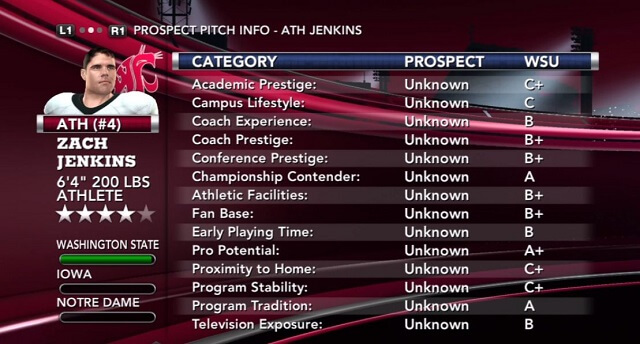 L1 R1 PROSPECT PITCH INFO - ATH JENKINS
ATH (#4)
ZACH
JENKINS
6'4" 200 LBS
ATHLETE
WASHINGTON STATE
IOWA
NOTRE DAME
CATEGORY PROSPECT WSU
Academic Prestige: Unknown C+
Campus Lifestyle: Unknown C
Coach Experience: Unknown B
Coach Prestige: Unknown B+
Conference Prestige: Unknown B+
Championship Contender: Unknown A
Athletic Facilities: Unknown B+
Fan Base: Unknown B+
Early Playing Time: Unknown B
Pro Potential: Unknown A+
Proximity to Home: Unknown C+
Program Stability: Unknown C+
Program Tradition: Unknown A
Television Exposure: Unknown B